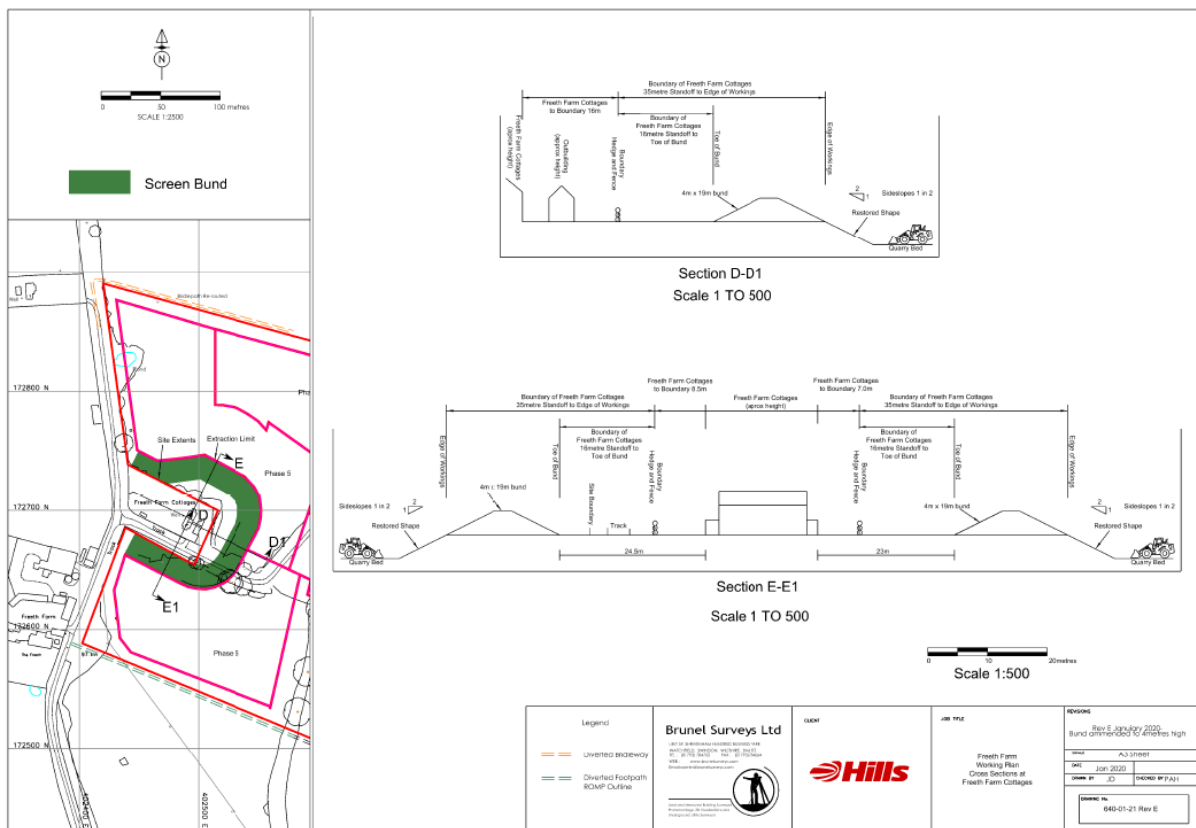 N
0 50 100 metres
SCALE 1:2500
Screen Bund
Bridlepath Re-routed
Pond
172800 N
Pha
Site Extents
Extraction Limit
E
Phase 5
Freeth Farm Cottages
172700 N
D
Track
Track
D1
E1
Freeth Farm
172600 N
The Freeth
Phase 5
172500 N
402400 E
402500 E
Boundary of Freeth Farm Cottages
35metre Standoff to Edge of Workings
Freeth Farm Cottages
to Boundary 16m
Boundary of
Freeth Farm Cottages
16metre Standoff to
Toe of Bund
Freeth Farm Cottages
(aprox height)
Outbuilding
(approx height)
Boundary
Hedge and Fence
Toe of Bund
Edge of Workings
4m x 19m bund
2
1
Sideslopes 1 in 2
Restored Shape
Quarry Bed
Section D-D1
Scale 1 TO 500
Freeth Farm Cottages
to Boundary 8.5m
Freeth Farm Cottages
to Boundary 7.0m
Boundary of Freeth Farm Cottages
35metre Standoff to Edge of Workings
Freeth Farm Cottages
(aprox height)
Boundary of Freeth Farm Cottages
35metre Standoff to Edge of Workings
Boundary of
Freeth Farm Cottages
16metre Standoff to
Toe of Bund
Boundary of
Freeth Farm Cottages
16metre Standoff to
Toe of Bund
Edge of Workings
Toe of Bund
Boundary
Hedge and Fence
Boundary
Hedge and Fence
Toe of Bund
Edge of Workings
Sideslopes 1 in 2
2
1
4m x 19m bund
Site Boundary
Track
4m x 19m bund
2
1
Sideslopes 1 in 2
Restored Shape
Restored Shape
Quarry Bed
24.5m
23m
Quarry Bed
Section E-E1
Scale 1 TO 500
0 10 20metres
Scale 1:500
Legend
Diverted Bridleway
Diverted Footpath
ROMP Outline
Brunel Surveys Ltd
CLIENT
Hills
JOB TITLE
Freeth Farm
Working Plan
Cross Sections at
Freeth Farm Cottages
REVISIONS
Rev E January 2020-
Bund ammended to 4metres high
SCALE
A3 Sheet
DATE
Jan 2020
DRAWN BY JD
CHECKED BY PAH
DRAWING No.
640-01-21 Rev E